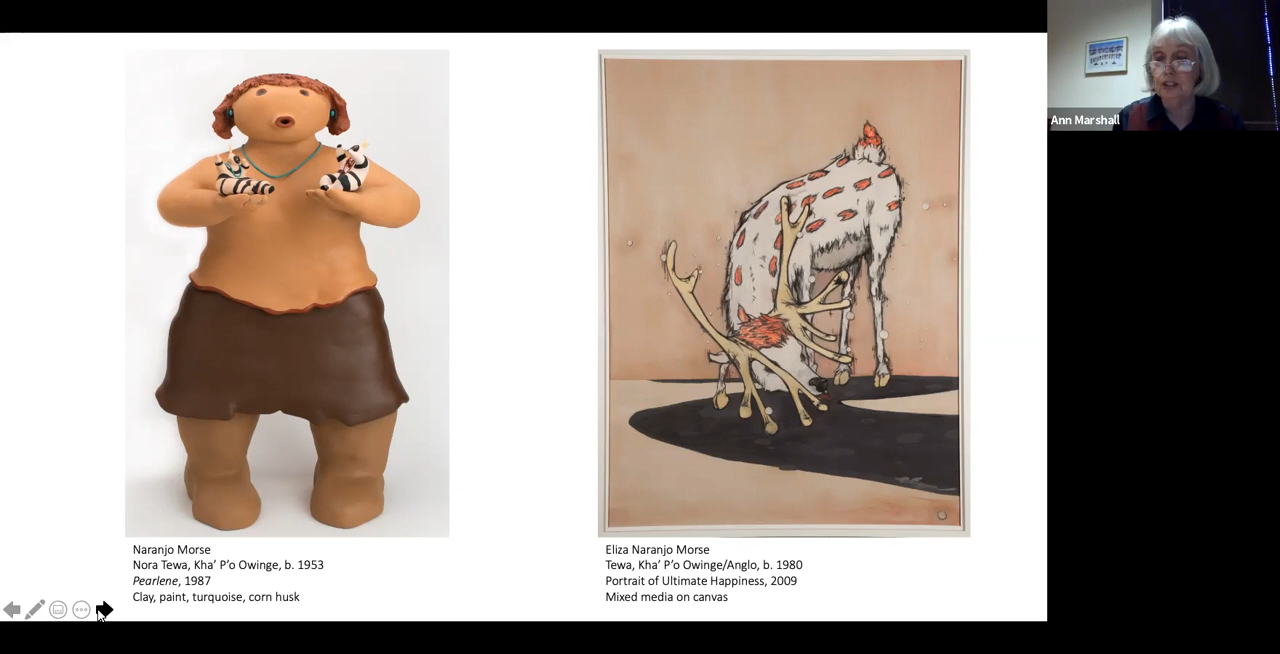 Ann Marshall
Naranjo Morse
Nora Tewa, Kha’ P’o Owinge, b. 1953
Pearlene, 1987
Clay, paint, turquoise, corn husk
Eliza Naranjo Morse
Tewa, Kha’ P’o Owinge/Anglo, b. 1980
Portrait of Ultimate Happiness, 2009
Mixed media on canvas